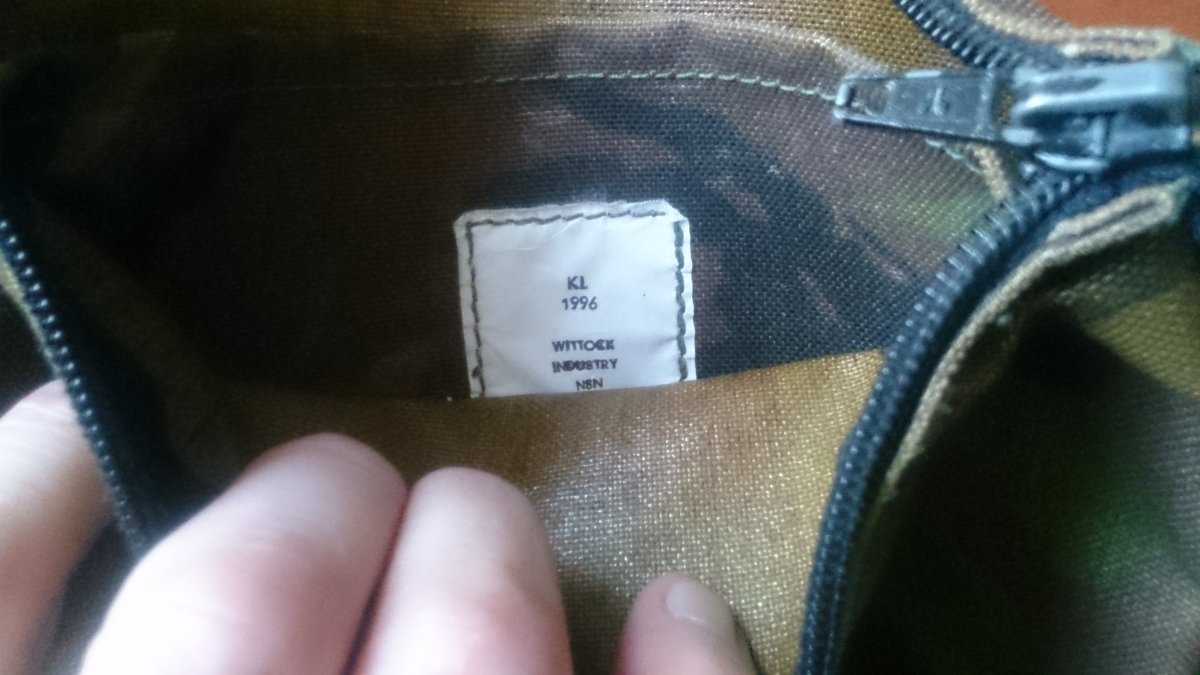 KL
1996
WITTOCK
INDUSTRY
NSN